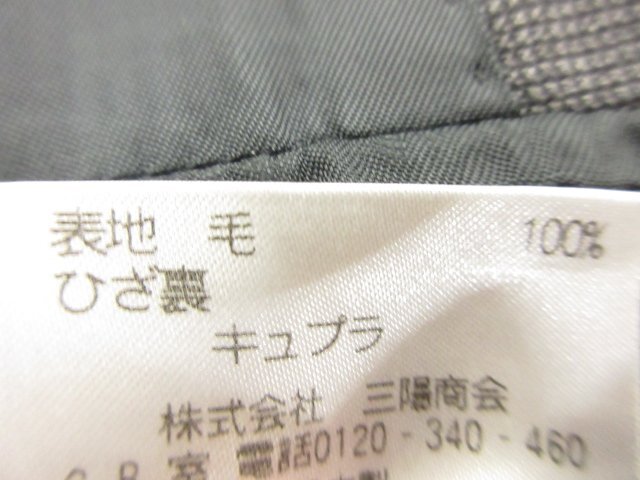 表地 毛 100%
ひざ裏
キュプラ
株式会社 三陽商会
室 電話0120-340-460